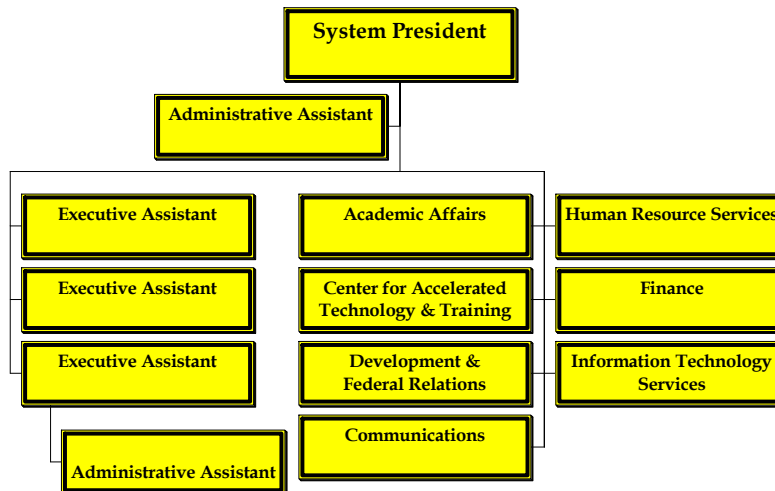 System President
Administrative Assistant
Executive Assistant
Academic Affairs
Human Resource Services
Executive Assistant
Center for Accelerated
Technology & Training
Finance
Executive Assistant
Development &
Federal Relations
Information Technology
Services
Communications
Administrative Assistant